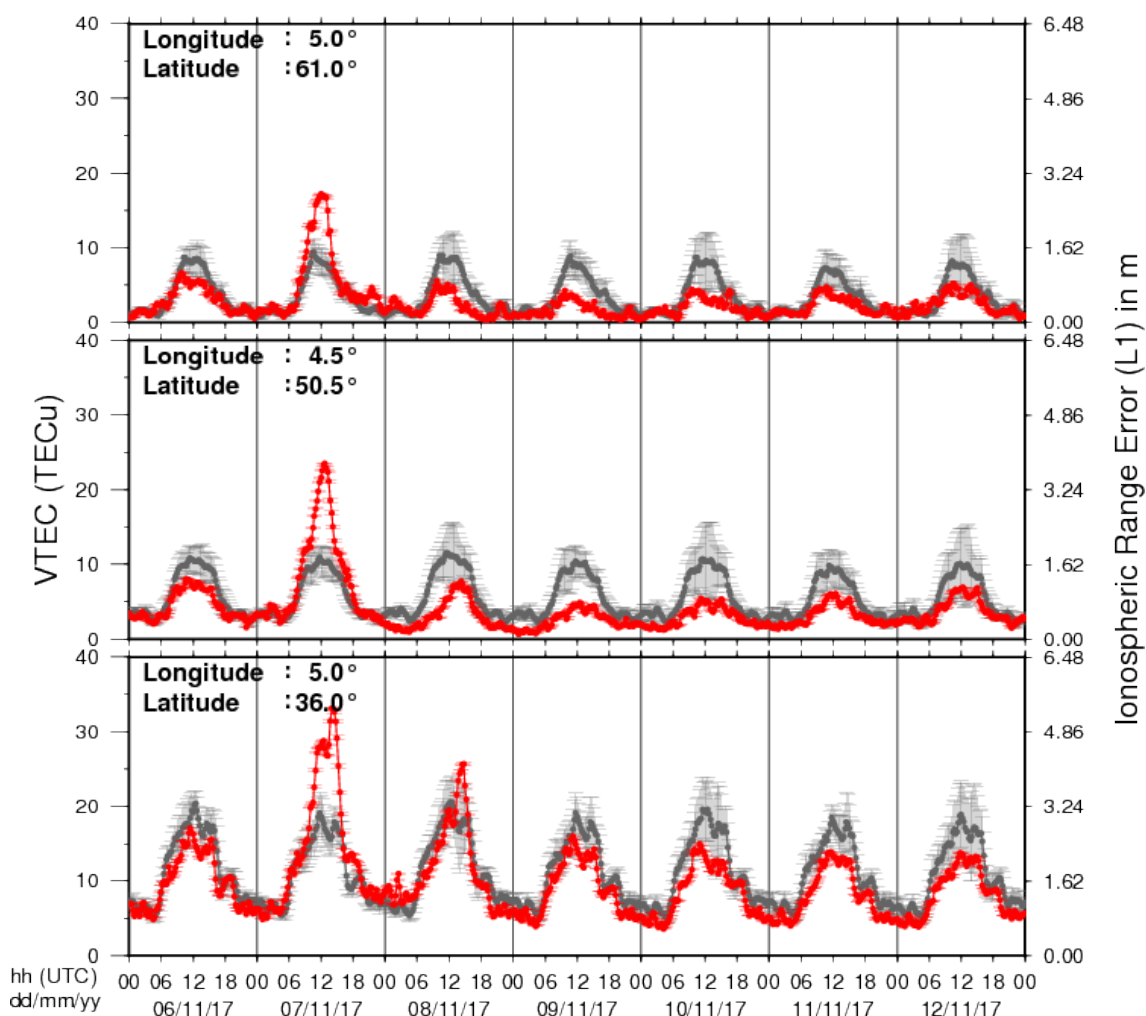 40 6.48
Longitude : 5.0°
Latitude :61.0°
30 4.86
20 3.24
10 1.62
0 0.00
40 6.48
Longitude : 4.5°
Latitude :50.5°
30 4.86
20 3.24
10 1.62
0 0.00
40 6.48
Longitude : 5.0°
Latitude :36.0°
30 4.86
20 3.24
10 1.62
0 0.00
VTEC (TECu)
Ionospheric Range Error (L1) in m
hh (UTC) 00 06 12 18 00 06 12 18 00 06 12 18 00 06 12 18 00 06 12 18 00 06 12 18 00 06 12 18 00
dd/mm/yy 06/11/17 07/11/17 08/11/17 09/11/17 10/11/17 11/11/17 12/11/17